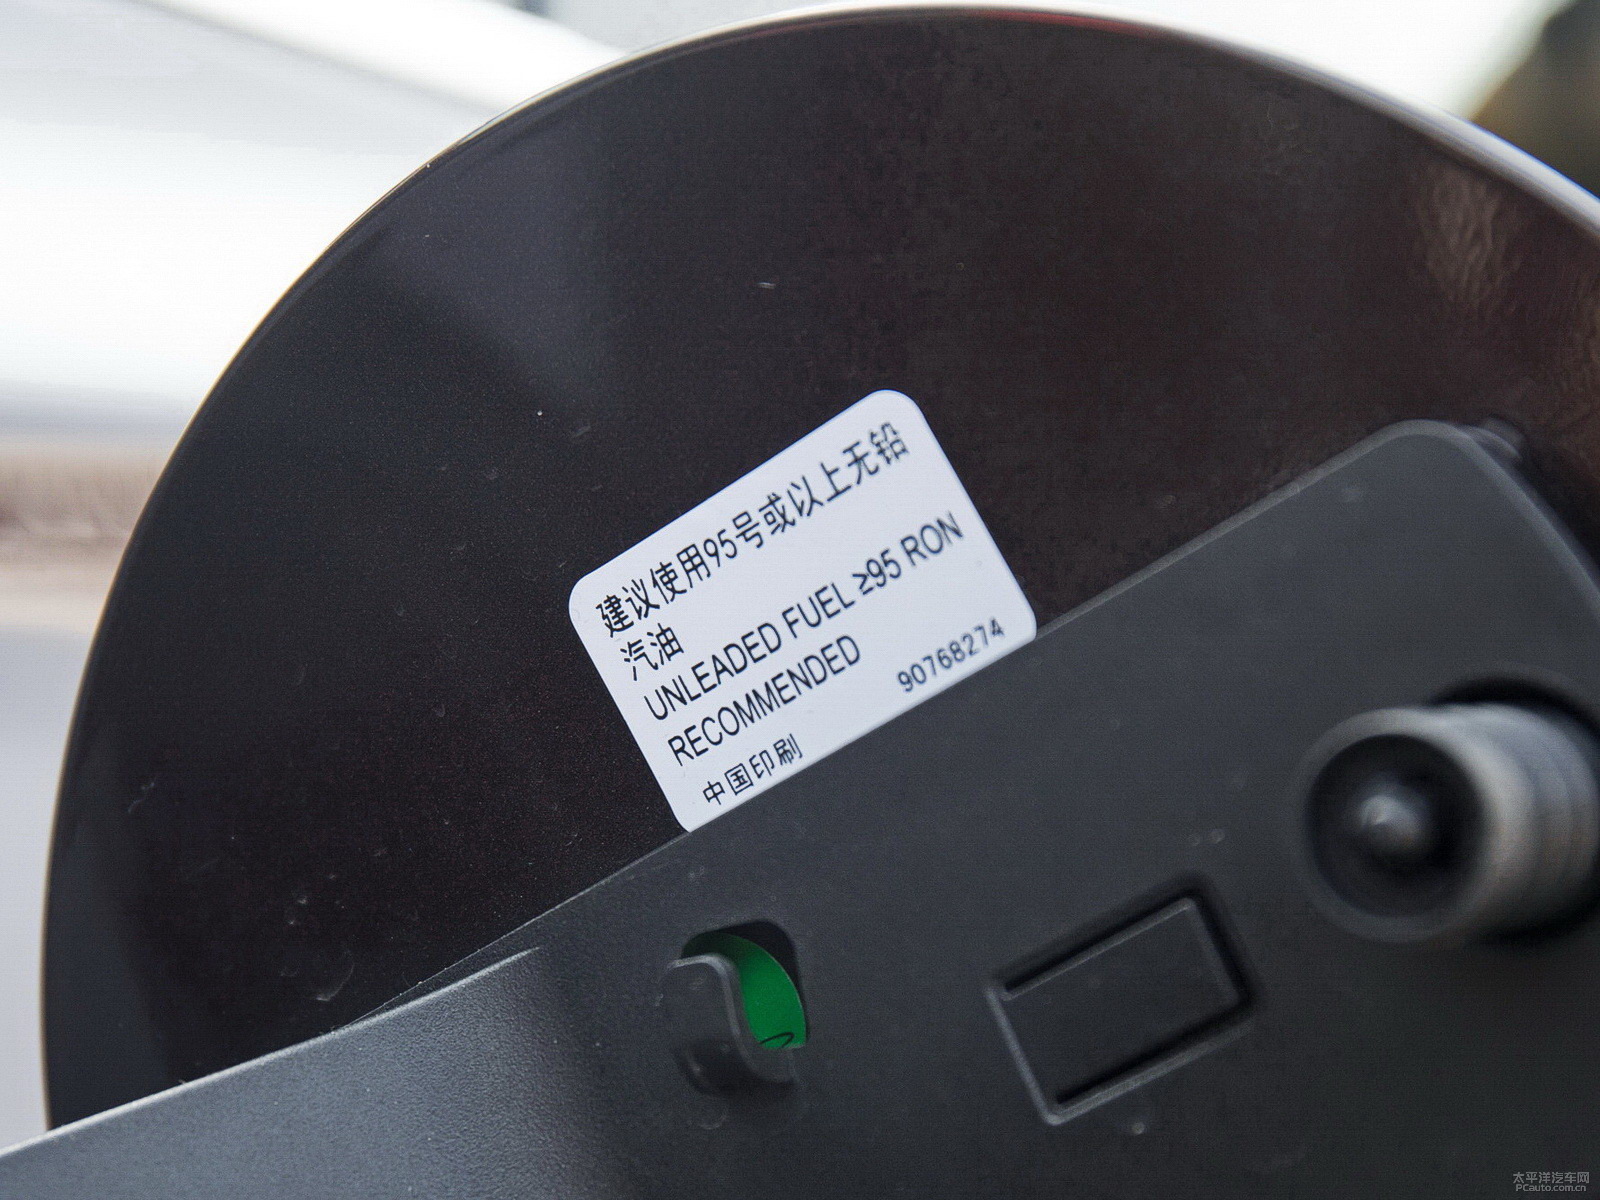 建议使用95号或以上无铅
汽油
UNLEADED FUEL ≥95 RON
RECOMMENDED
90768274
中国印刷
太平洋汽车网
PCauto.com.cn